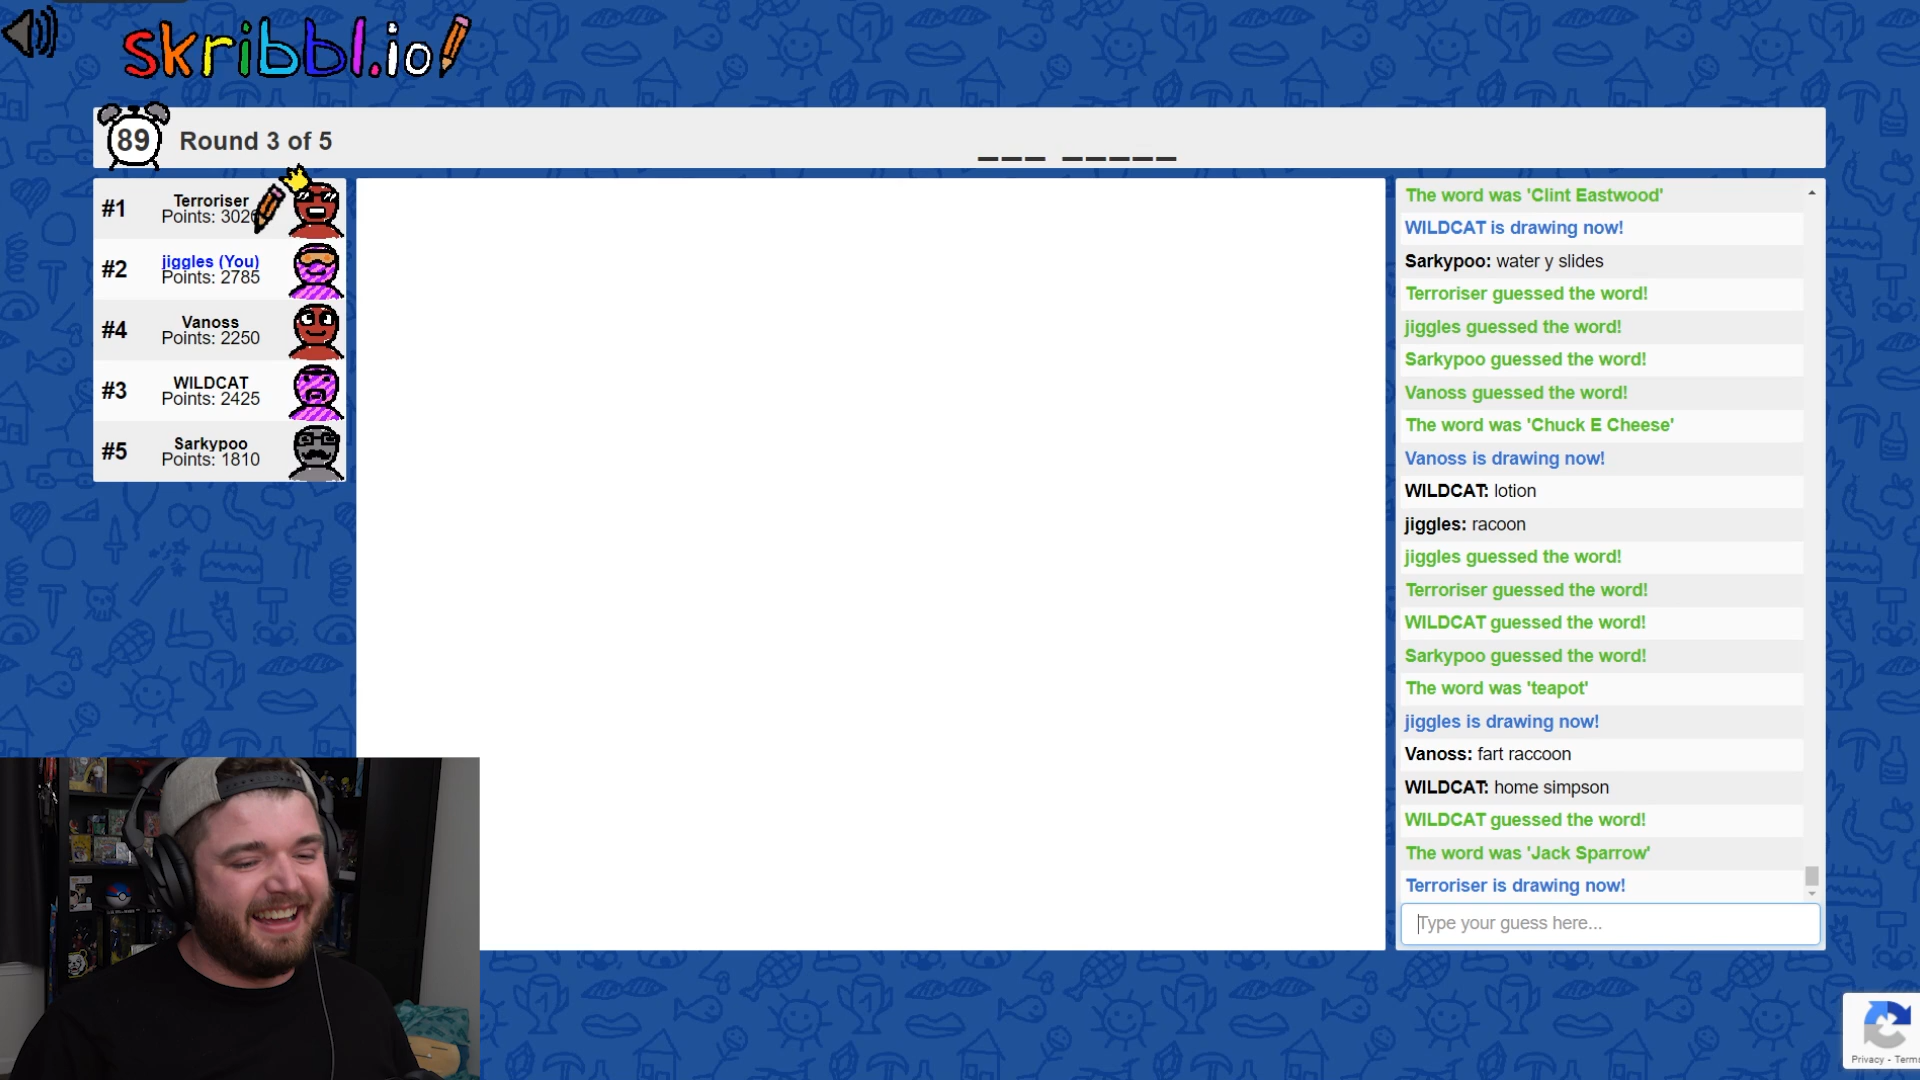 skribbl.io
89
Round 3 of 5
___ _____
#1
Terroriser
Points: 3026
#2
jiggles (You)
Points: 2785
#4
Vanoss
Points: 2250
#3
WILDCAT
Points: 2425
#5
Sarkypoo
Points: 1810
The word was 'Clint Eastwood'
WILDCAT is drawing now!
Sarkypoo: water y slides
Terroriser guessed the word!
jiggles guessed the word!
Sarkypoo guessed the word!
Vanoss guessed the word!
The word was 'Chuck E Cheese'
Vanoss is drawing now!
WILDCAT: lotion
jiggles: racoon
jiggles guessed the word!
Terroriser guessed the word!
WILDCAT guessed the word!
Sarkypoo guessed the word!
The word was 'teapot'
jiggles is drawing now!
Vanoss: fart raccoon
WILDCAT: home simpson
WILDCAT guessed the word!
The word was 'Jack Sparrow'
Terroriser is drawing now!
Type your guess here...
Privacy - Terms